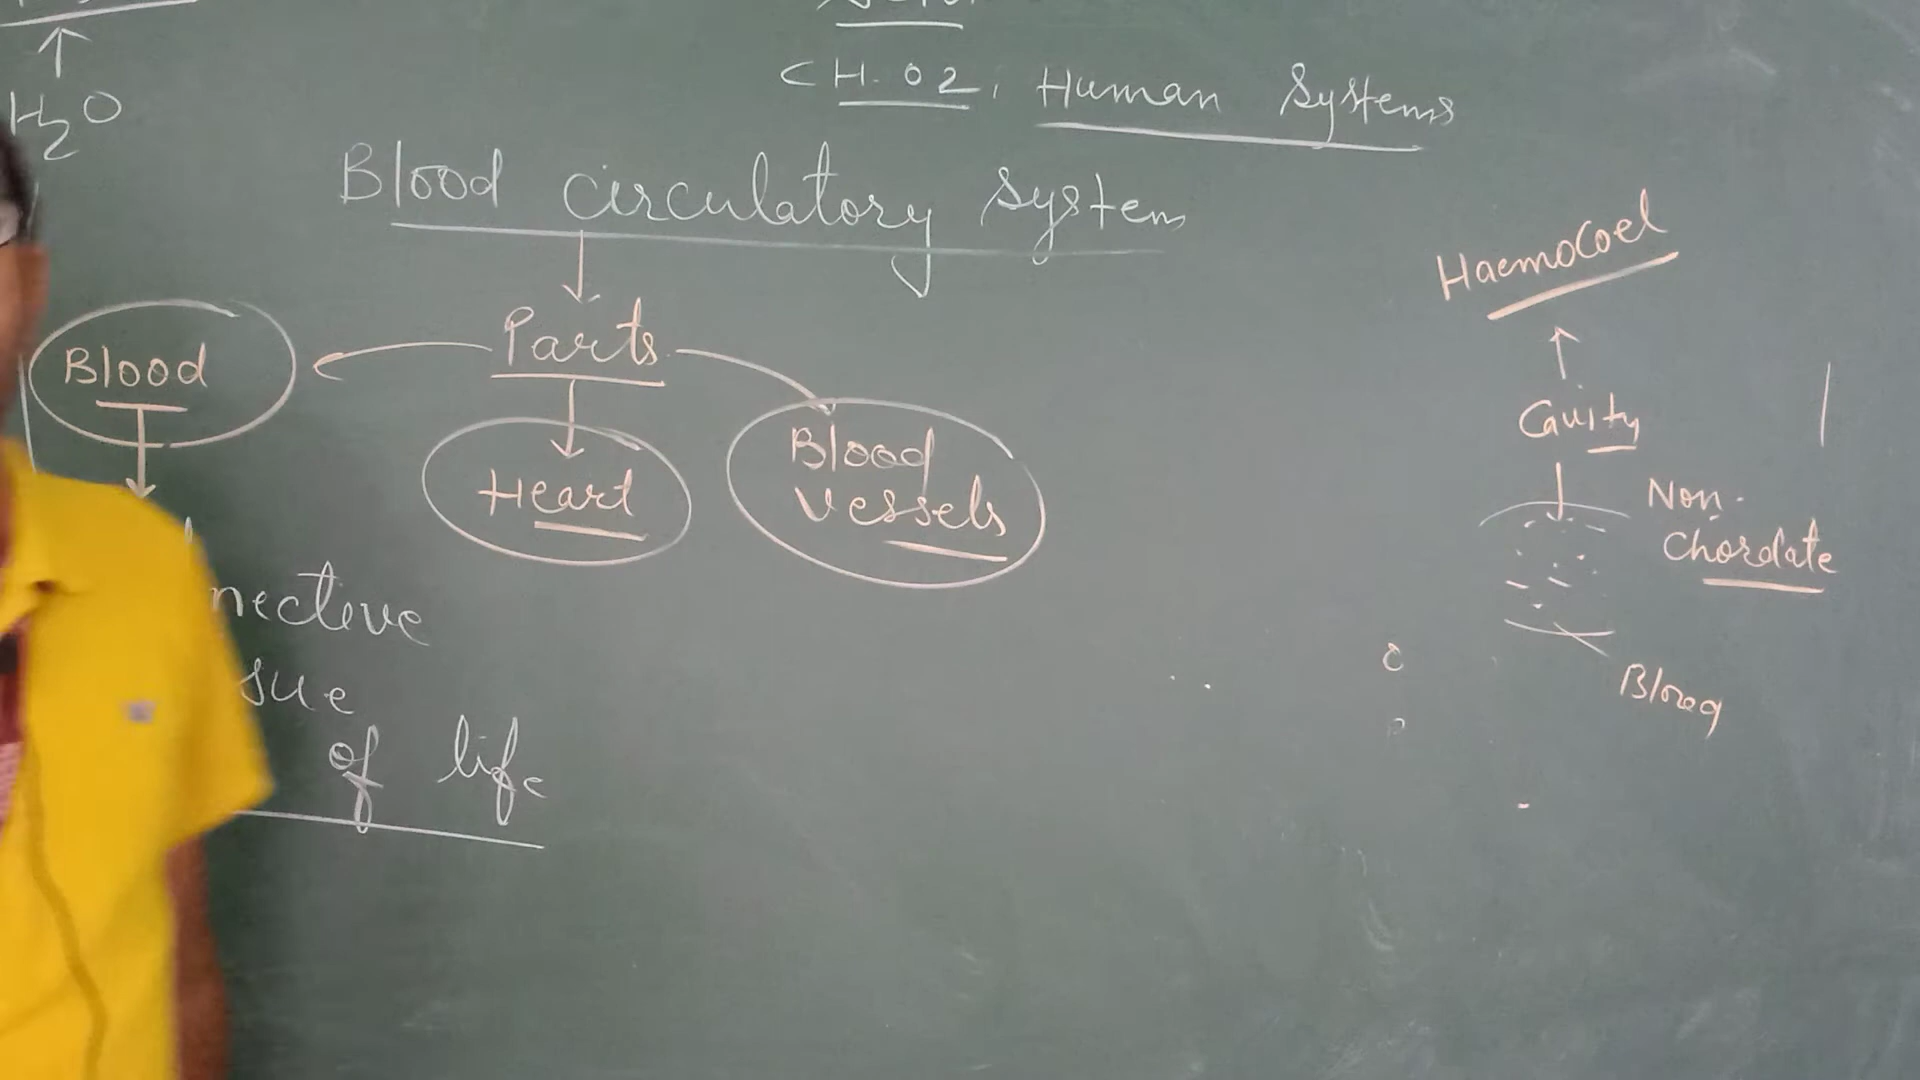 H2O
CH.02, Human Systems
Blood circulatory system
Parts
Blood
Heart
Blood
Vessels
nective
sue
of life
Haemocoel
Cavity
Non-
Chordate